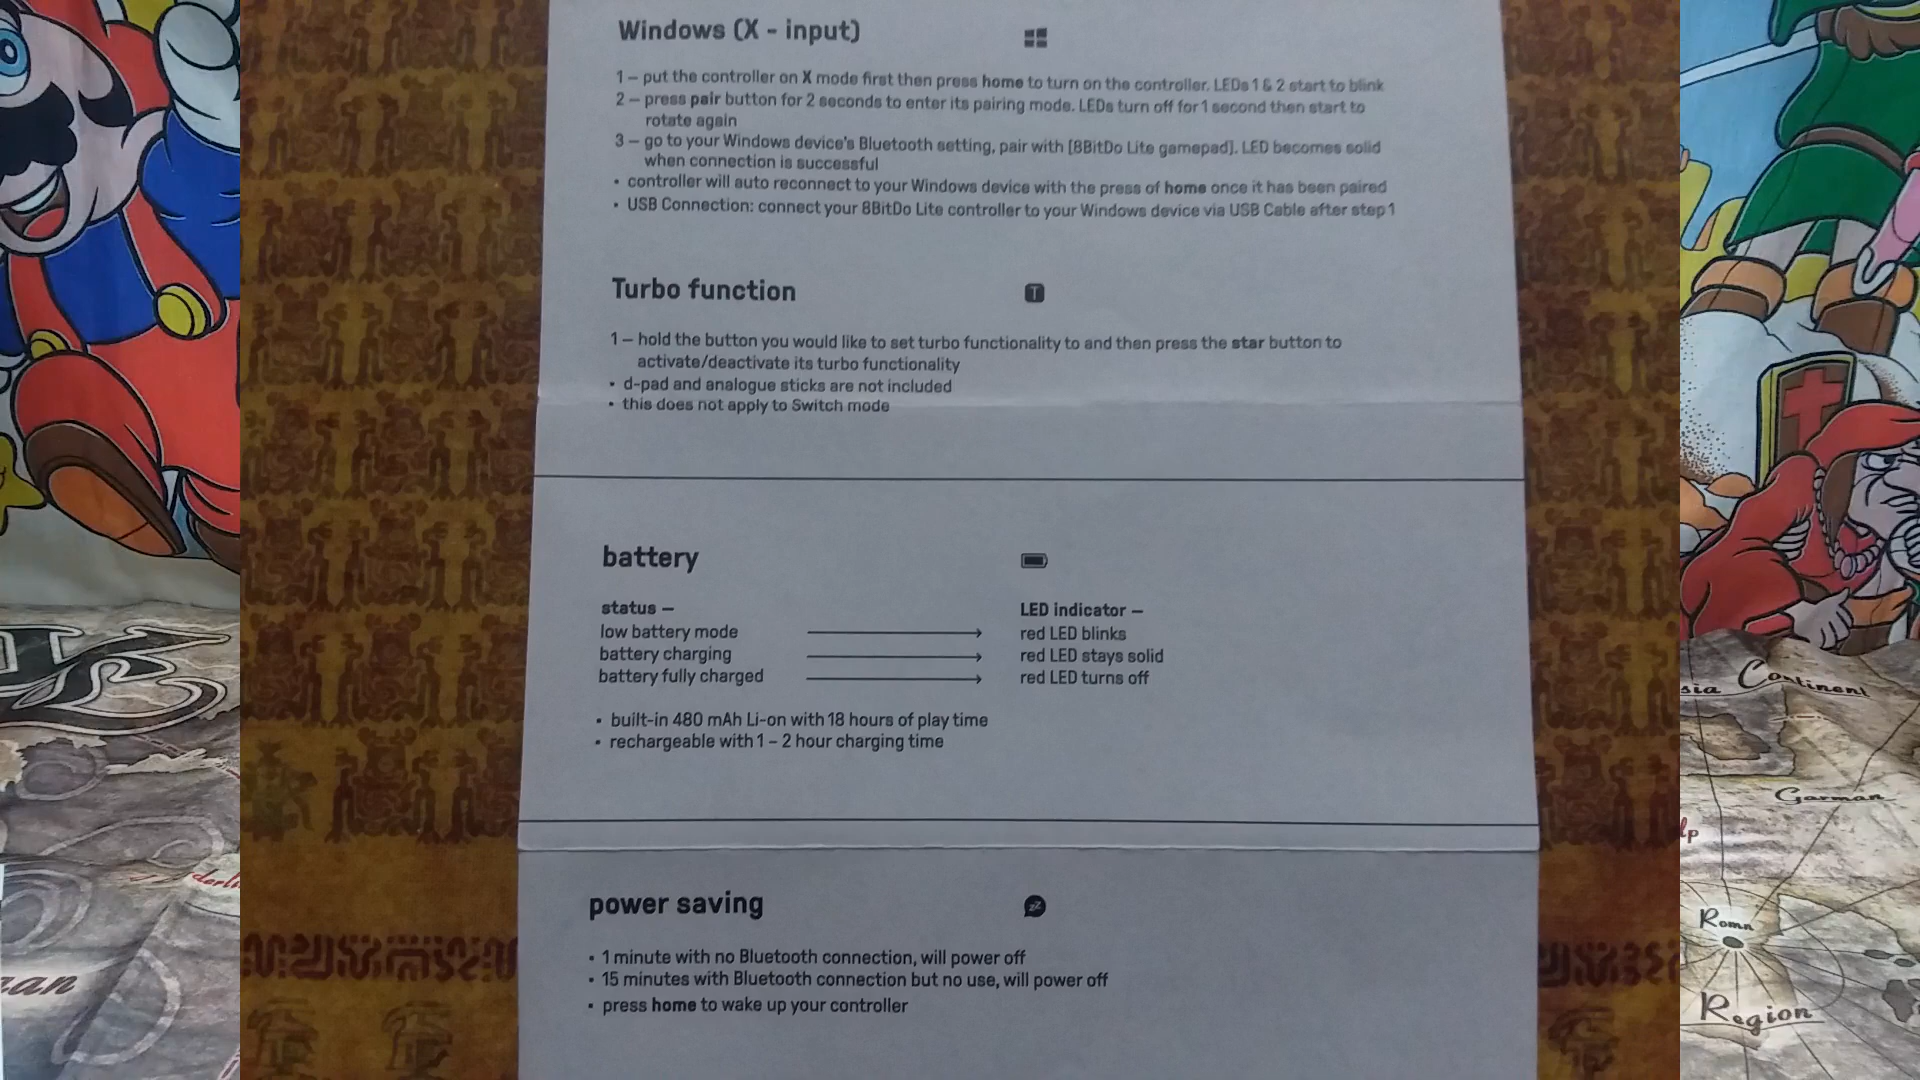 Windows (X - input)
1 – put the controller on X mode first then press home to turn on the controller. LEDs 1 & 2 start to blink
2 – press pair button for 2 seconds to enter its pairing mode. LEDs turn off for 1 second then start to
rotate again
3 – go to your Windows device's Bluetooth setting, pair with [8BitDo Lite gamepad]. LED becomes solid
when connection is successful
• controller will auto reconnect to your Windows device with the press of home once it has been paired
• USB Connection: connect your 8BitDo Lite controller to your Windows device via USB Cable after step 1
Turbo function
T
1 – hold the button you would like to set turbo functionality to and then press the star button to
activate/deactivate its turbo functionality
• d-pad and analogue sticks are not included
• this does not apply to Switch mode
battery
status – LED indicator –
low battery mode red LED blinks
battery charging red LED stays solid
battery fully charged red LED turns off
• built-in 480 mAh Li-on with 18 hours of play time
• rechargeable with 1 – 2 hour charging time
power saving
zZ
• 1 minute with no Bluetooth connection, will power off
• 15 minutes with Bluetooth connection but no use, will power off
• press home to wake up your controller
Continent
Garman
Romn
Region